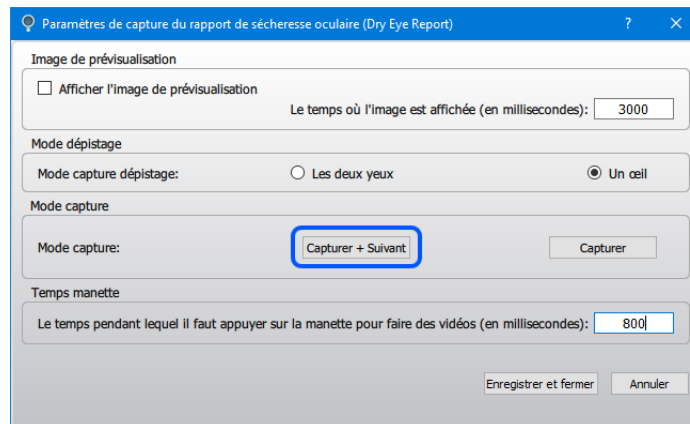 Paramètres de capture du rapport de sécheresse oculaire (Dry Eye Report) ? ×
Image de prévisualisation
Afficher l'image de prévisualisation
Le temps où l'image est affichée (en millisecondes): 3000
Mode dépistage
Mode capture dépistage: Les deux yeux Un œil
Mode capture
Mode capture: Capturer + Suivant Capturer
Temps manette
Le temps pendant lequel il faut appuyer sur la manette pour faire des vidéos (en millisecondes): 800
Enregistrer et fermer Annuler